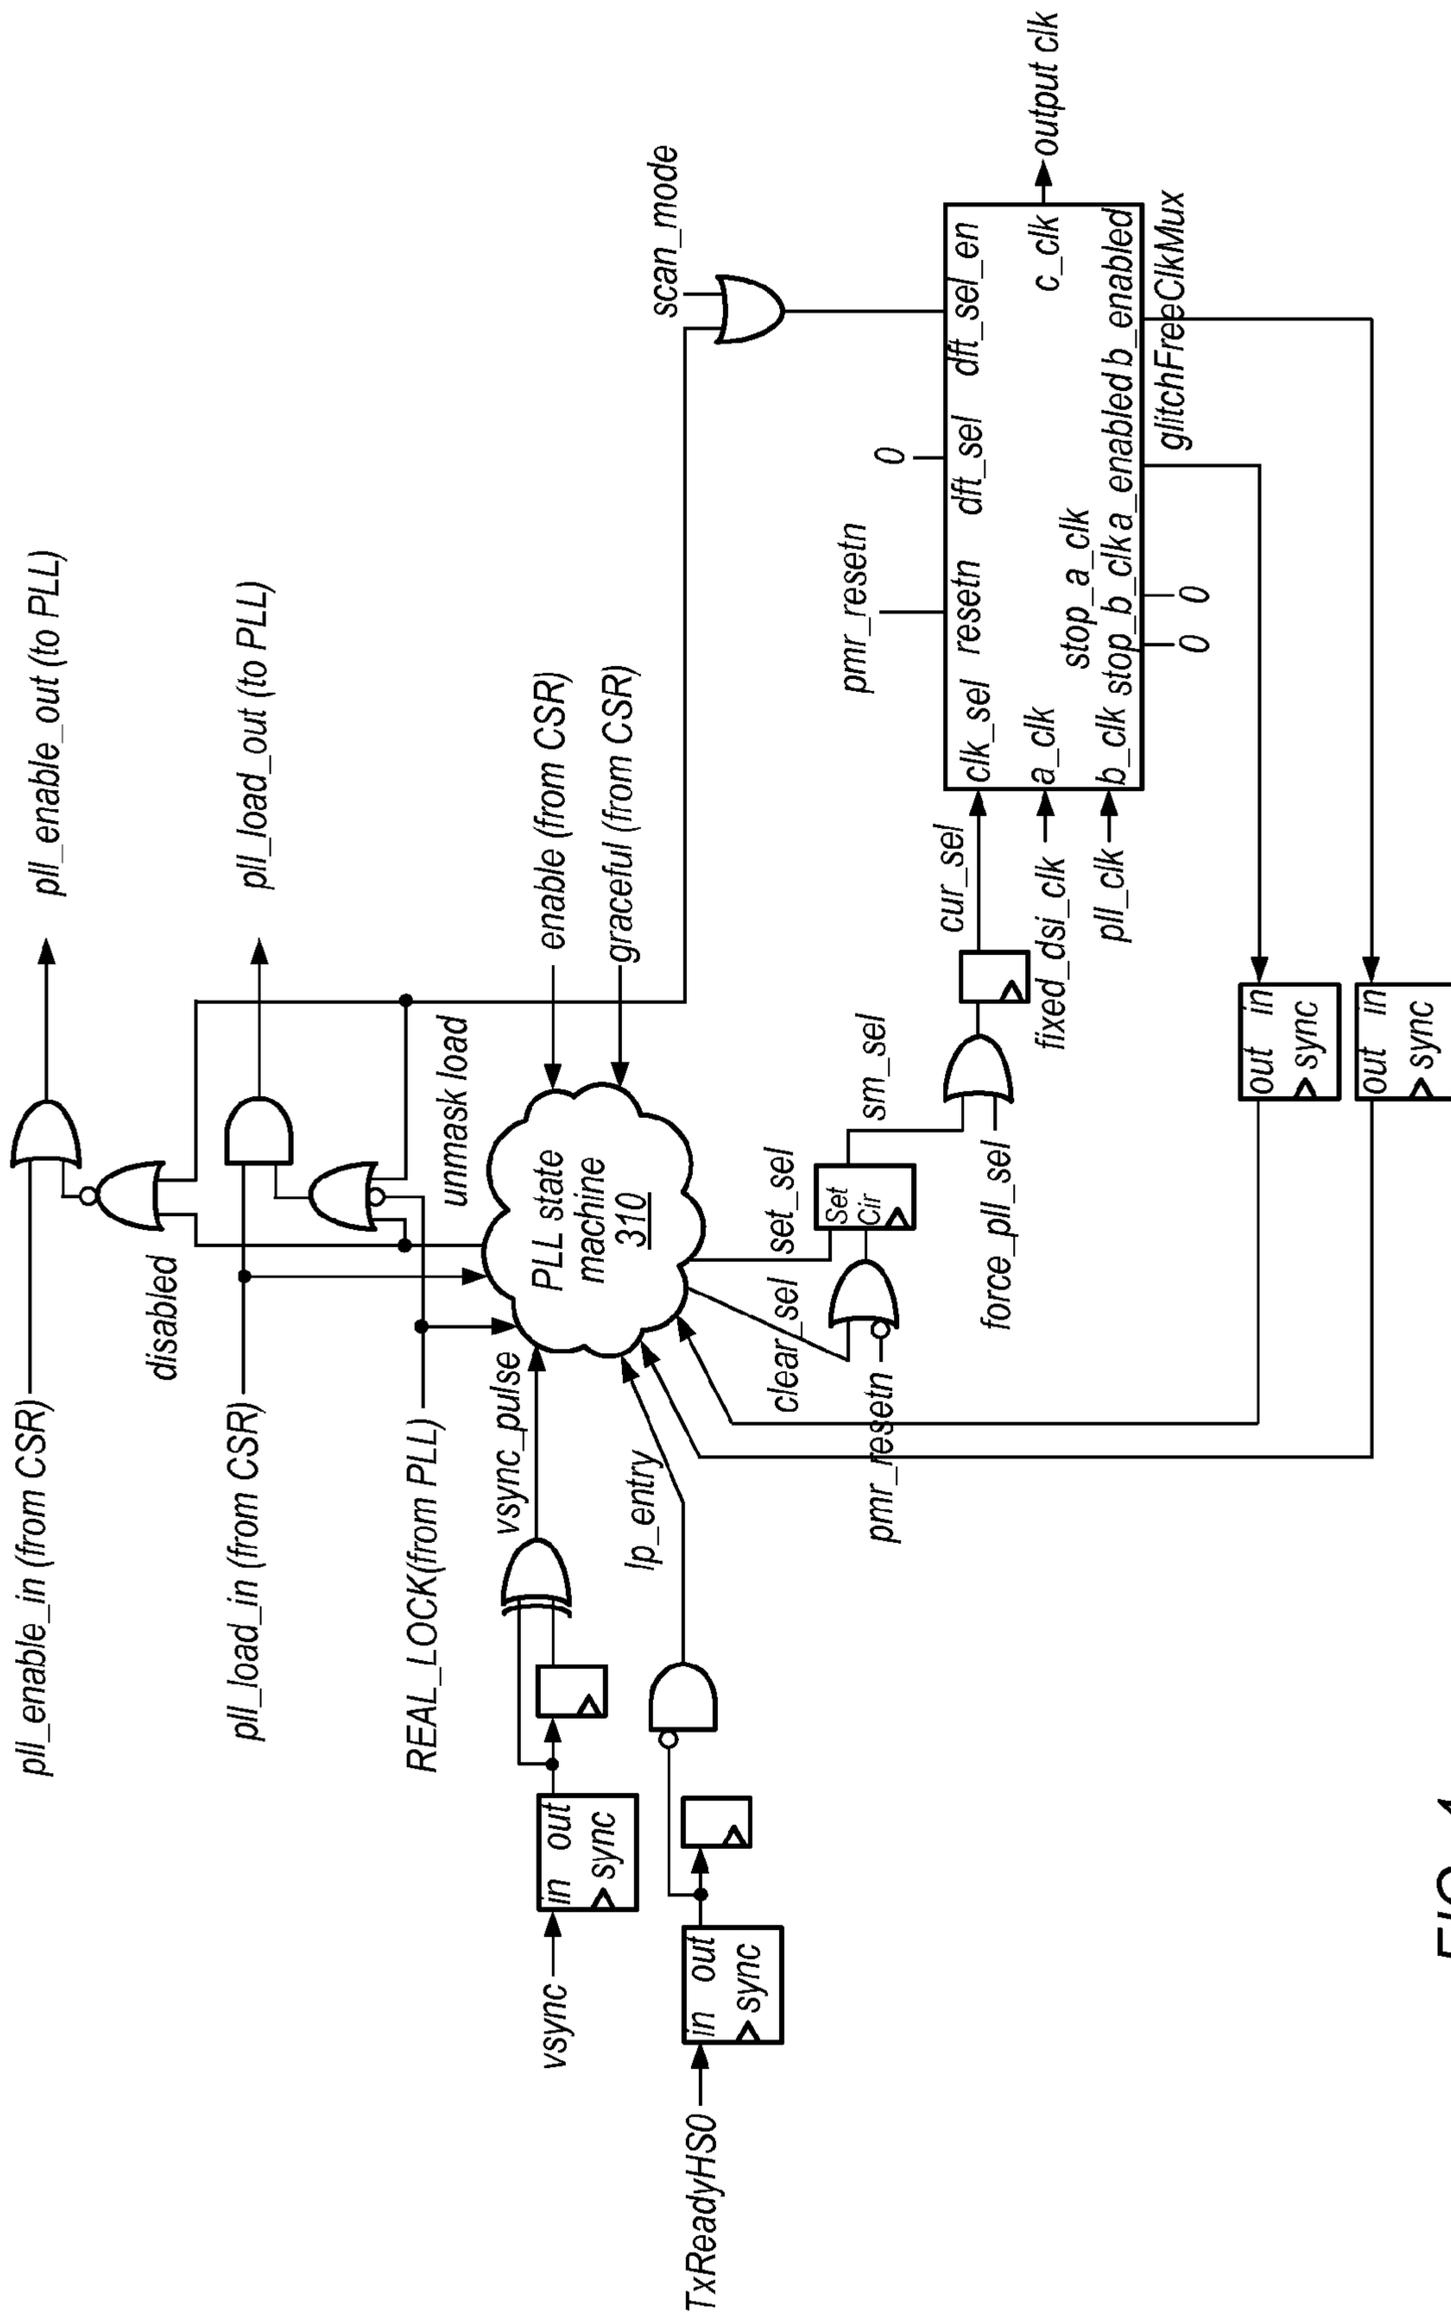 pll_enable_in (from CSR)
pll_enable_out (to PLL)
disabled
pll_load_in (from CSR)
pll_load_out (to PLL)
REAL_LOCK(from PLL)
unmask load
vsync_pulse
enable (from CSR)
graceful (from CSR)
PLL state
machine
310
vsync
in out
sync
lp_entry
TxReadyHS0
in out
sync
scan_mode
set_sel
clear_sel
Set
Clr
sm_sel
pmr_resetn
force_pll_sel
cur_sel
fixed_dsi_clk
pll_clk
pmr_resetn
0
clk_sel
resetn
dft_sel
dft_sel_en
a_clk
stop_a_clk
c_clk
output clk
b_clk
stop_b_clk
a_enabled
b_enabled
0
0
glitchFreeClkMux
out in
sync
out in
sync